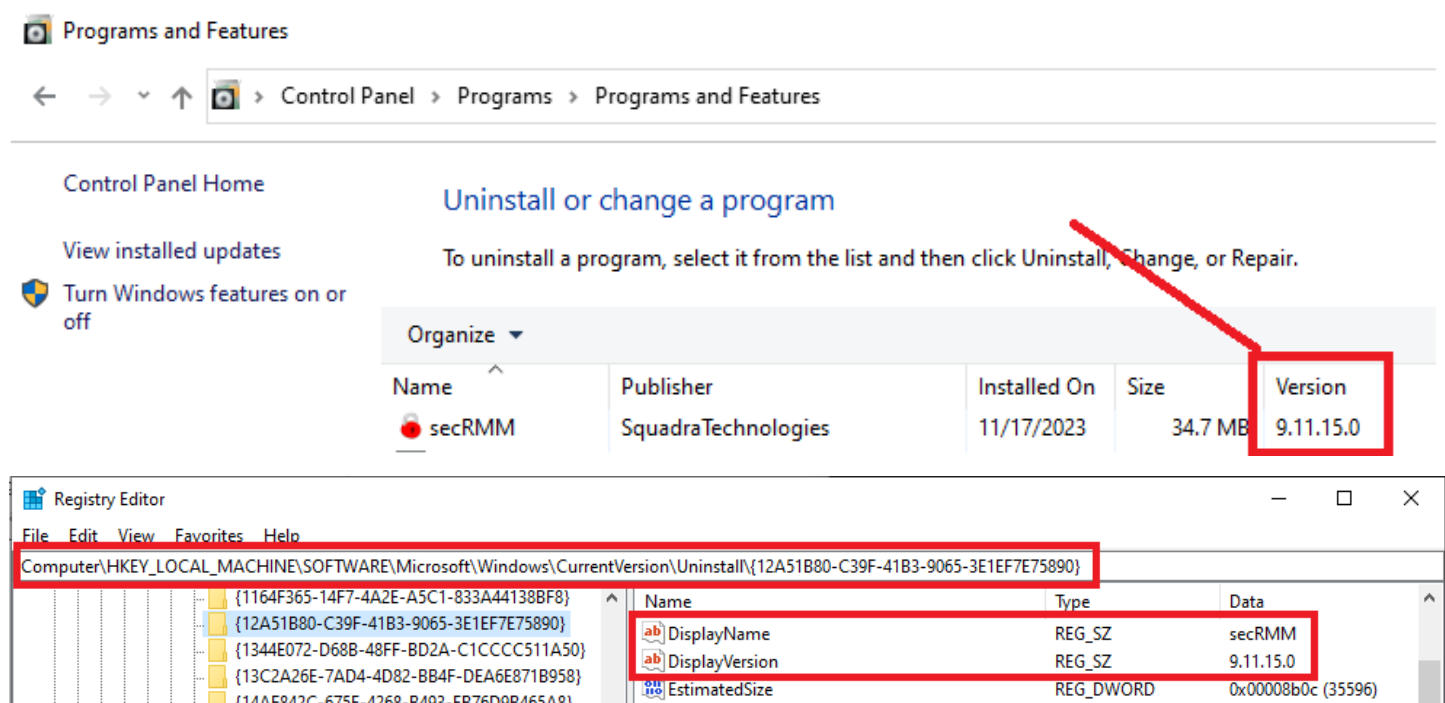 Programs and Features
Control Panel > Programs > Programs and Features
Control Panel Home
View installed updates
Turn Windows features on or
off
Uninstall or change a program
To uninstall a program, select it from the list and then click Uninstall, Change, or Repair.
Organize
Name Publisher Installed On Size Version
secRMM SquadraTechnologies 11/17/2023 34.7 MB 9.11.15.0
Registry Editor
File Edit View Favorites Help
Computer\HKEY_LOCAL_MACHINE\SOFTWARE\Microsoft\Windows\CurrentVersion\Uninstall\{12A51B80-C39F-41B3-9065-3E1EF7E75890}
{1164F365-14F7-4A2E-A5C1-833A44138BF8}
{12A51B80-C39F-41B3-9065-3E1EF7E75890}
{1344E072-D68B-48FF-BD2A-C1CCCC511A50}
{13C2A26E-7AD4-4D82-BB4F-DEA6E871B958}
Name Type Data
DisplayName REG_SZ secRMM
DisplayVersion REG_SZ 9.11.15.0
EstimatedSize REG_DWORD 0x00008b0c (35596)